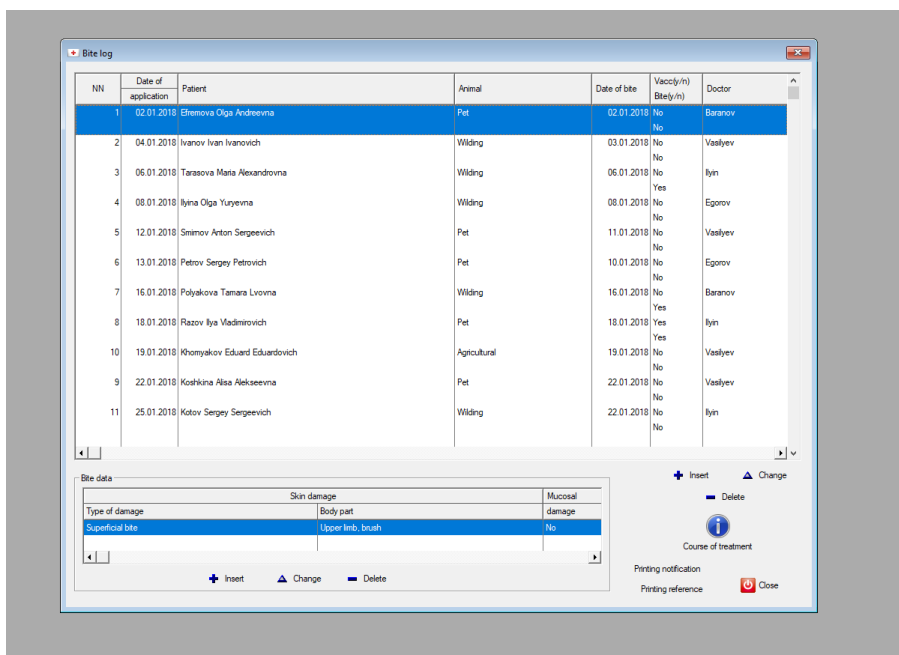 Bite log
NN Date of application Patient Animal Date of bite Vacc(y/n) Bite(y/n) Doctor
1 02.01.2018 Efremova Olga Andreevna Pet 02.01.2018 No Baranov
No
2 04.01.2018 Ivanov Ivan Ivanovich Wilding 03.01.2018 No Vasilyev
No
3 06.01.2018 Tarasova Maria Alexandrovna Wilding 06.01.2018 No Ilyin
Yes
4 08.01.2018 Ilyina Olga Yuryevna Wilding 08.01.2018 No Egorov
No
5 12.01.2018 Smirnov Anton Sergeevich Pet 11.01.2018 No Vasilyev
No
6 13.01.2018 Petrov Sergey Petrovich Pet 10.01.2018 No Egorov
No
7 16.01.2018 Polyakova Tamara Lvovna Wilding 16.01.2018 No Baranov
Yes
8 18.01.2018 Razov Ilya Vladimirovich Pet 18.01.2018 Yes Ilyin
Yes
10 19.01.2018 Khomyakov Eduard Eduardovich Agricultural 19.01.2018 No Vasilyev
No
9 22.01.2018 Koshkina Alisa Alekseevna Pet 22.01.2018 No Vasilyev
No
11 25.01.2018 Kotov Sergey Sergeevich Wilding 22.01.2018 No Ilyin
No
Bite data
Skin damage Mucosal
Type of damage Body part damage
Superficial bite Upper limb, brush No
Insert Change Delete
Insert Change
Delete
Course of treatment
Printing notification
Printing reference
Close